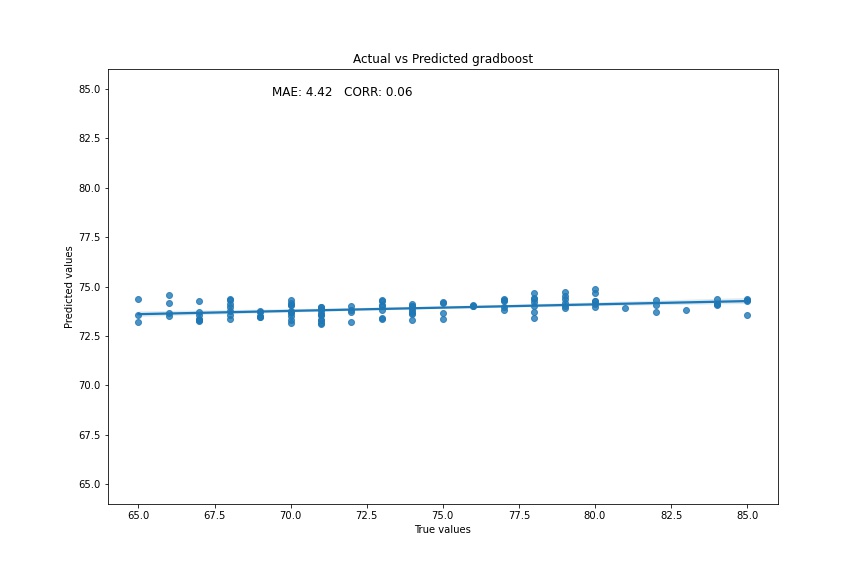 Actual vs Predicted gradboost
MAE: 4.42   CORR: 0.06
85.0
82.5
80.0
77.5
75.0
72.5
70.0
67.5
65.0
Predicted values
65.0 67.5 70.0 72.5 75.0 77.5 80.0 82.5 85.0
True values